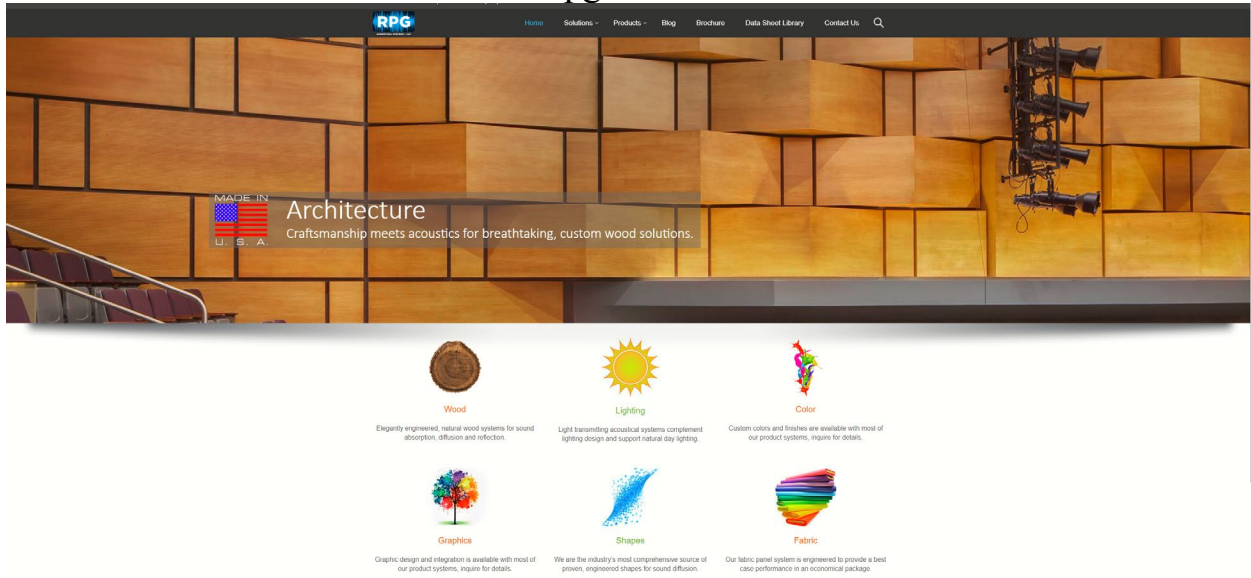 RPG
Home Solutions Products Blog Brochure Data Sheet Library Contact Us
MADE IN
U. S. A.
Architecture
Craftsmanship meets acoustics for breathtaking, custom wood solutions.
Wood
Elegantly engineered, natural wood systems for sound
absorption, diffusion and reflection.
Lighting
Light transmitting acoustical systems complement
lighting design and support natural day lighting.
Color
Custom colors and finishes are available with most of
our product systems, inquire for details.
Graphics
Graphic design and integration is available with most of
our product systems, inquire for details.
Shapes
We are the industry's most comprehensive source of
proven, engineered shapes for sound diffusion.
Fabric
Our fabric panel system is engineered to provide a best
case performance in an economical package.